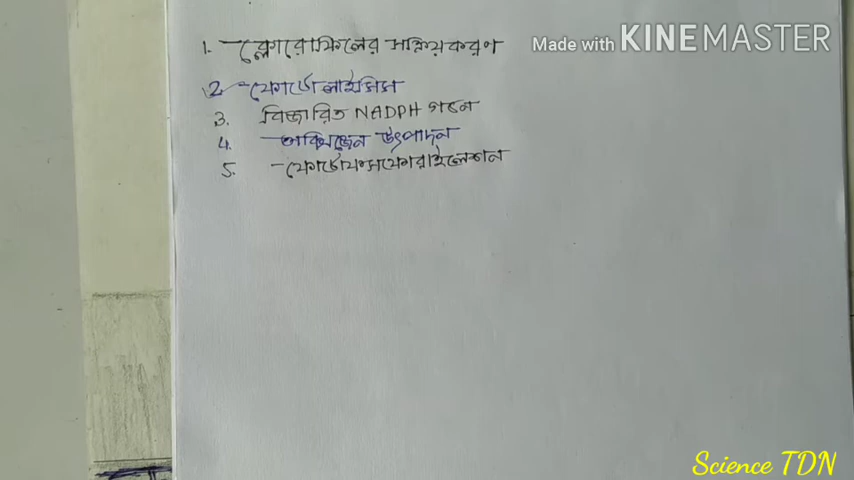 1. ক্লোরোফিলের সক্রিয়করণ
Made with KINEMASTER
2. ফোটোলাইসিস
3. বিজারিত NADPH গঠন
4. অক্সিজেন উৎপাদন
5. ফোটোফসফোরাইলেশন
Science TDN